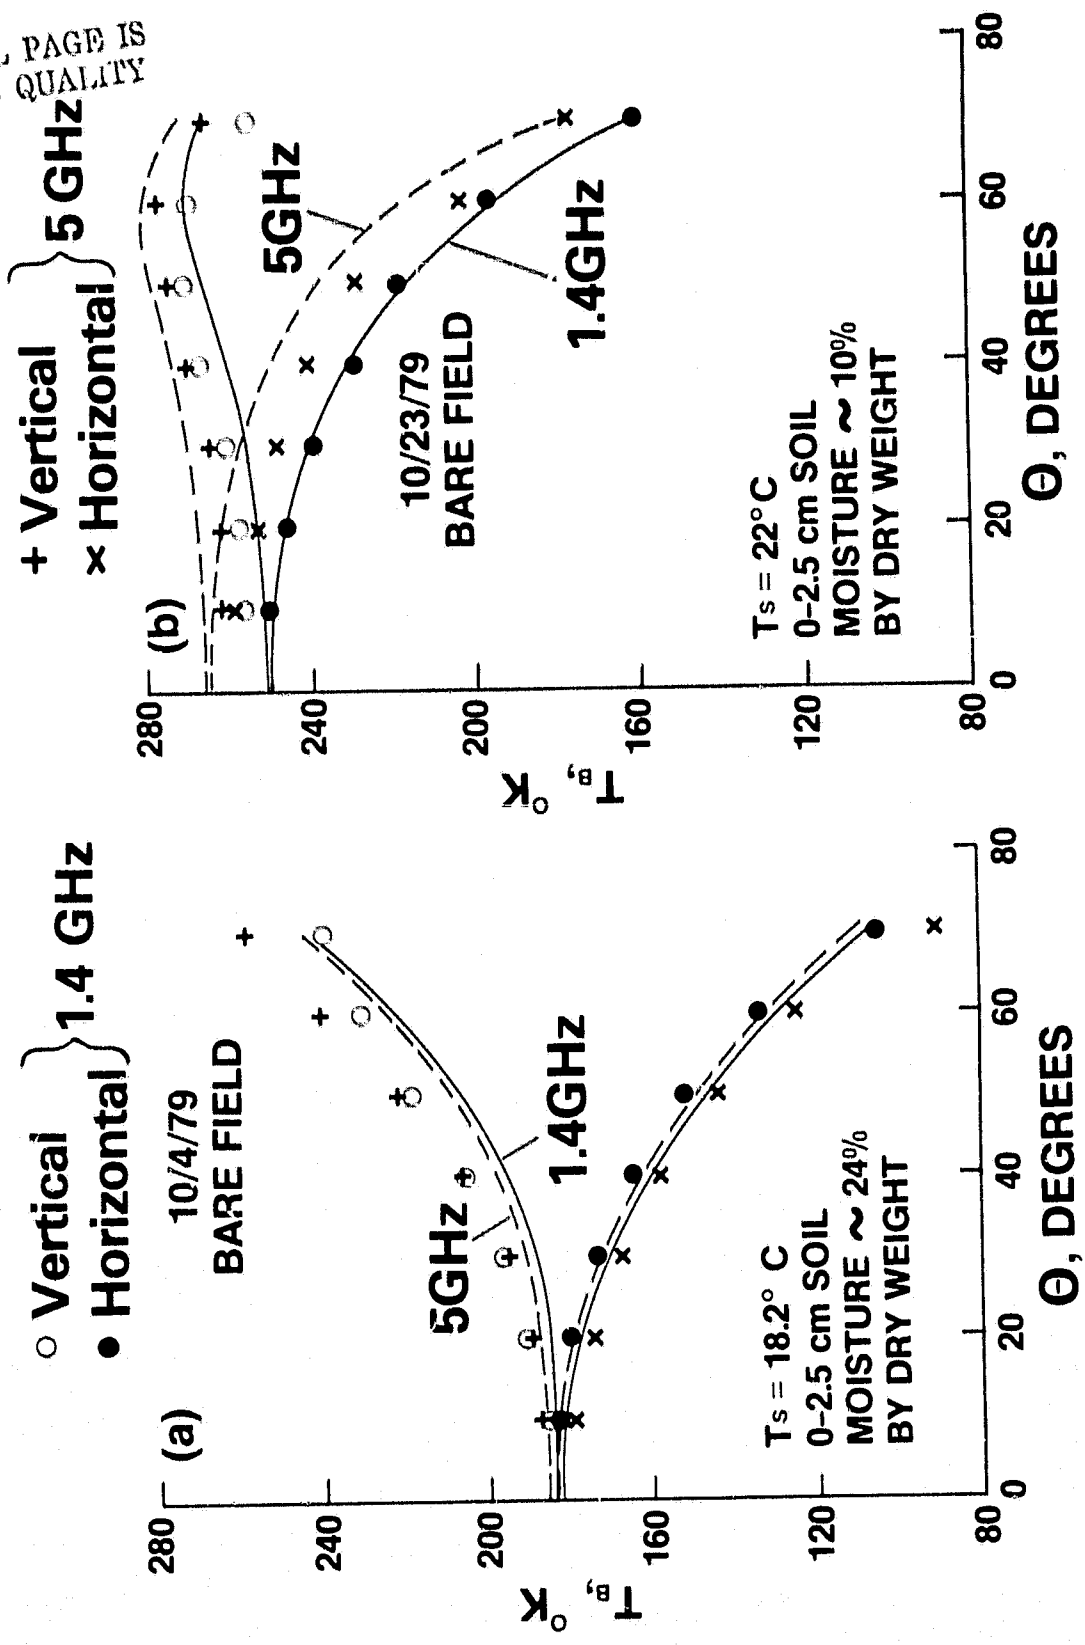 PAGE IS
QUALITY
○ Vertical
● Horizontal
1.4 GHz
+ Vertical
× Horizontal
5 GHz
(a)
10/4/79
BARE FIELD
280
240
200
160
120
80
T_B, °K
5GHz
1.4GHz
Ts = 18.2° C
0–2.5 cm SOIL
MOISTURE ~ 24%
BY DRY WEIGHT
0
20
40
60
80
Θ, DEGREES
(b)
280
240
200
160
120
80
T_B, °K
5GHz
1.4GHz
10/23/79
BARE FIELD
Ts = 22°C
0–2.5 cm SOIL
MOISTURE ~ 10%
BY DRY WEIGHT
0
20
40
60
80
Θ, DEGREES